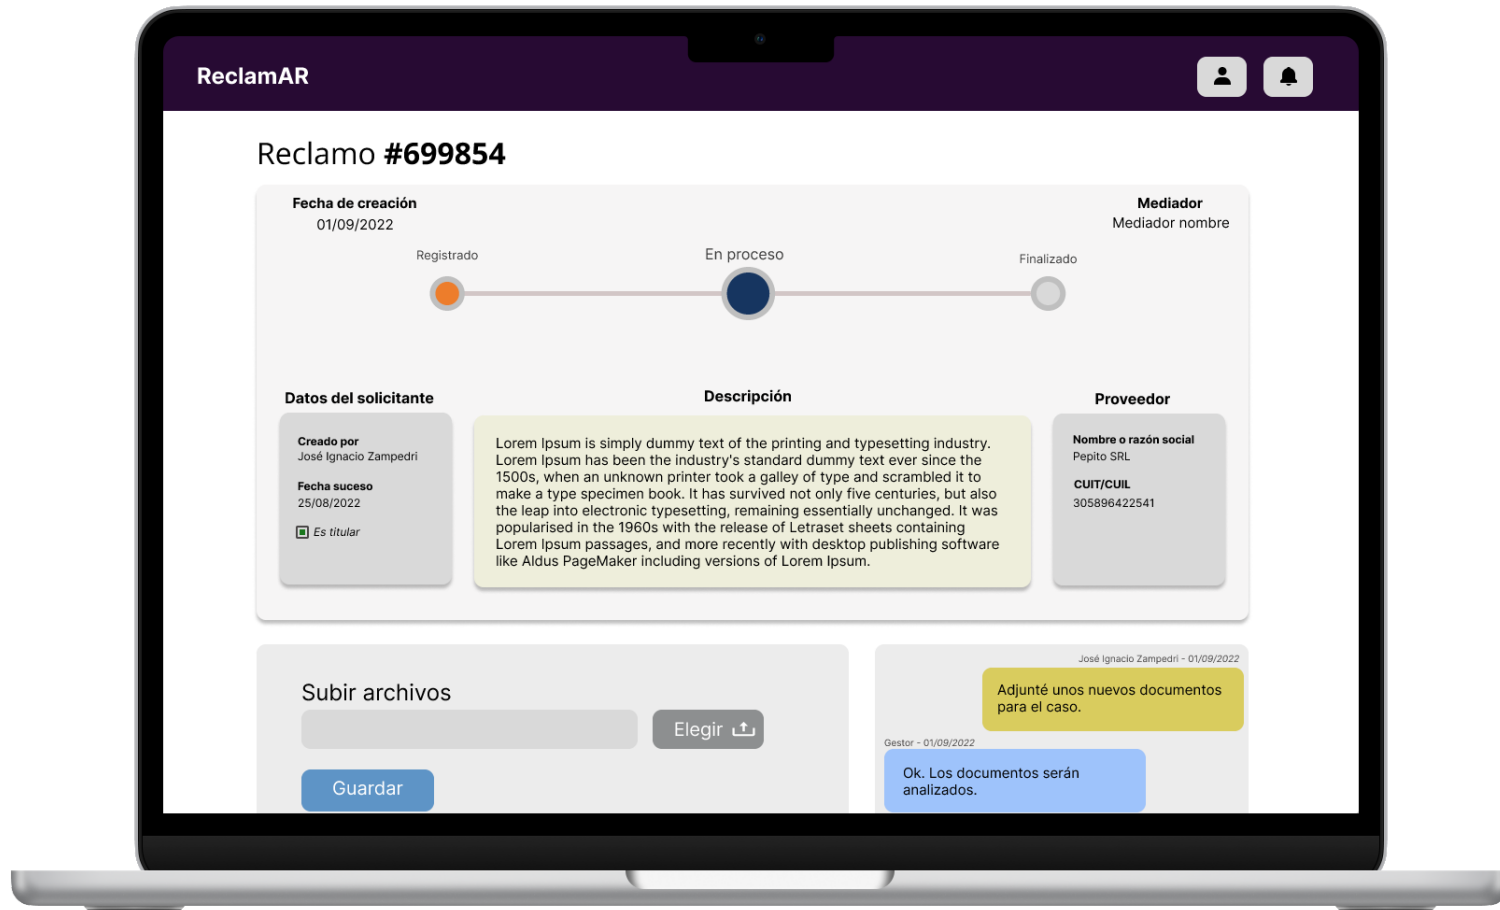 ReclamAR
Reclamo #699854
Fecha de creación
01/09/2022
Mediador
Mediador nombre
Registrado
En proceso
Finalizado
Datos del solicitante
Creado por
José Ignacio Zampedri
Fecha suceso
25/08/2022
Es titular
Descripción
Lorem Ipsum is simply dummy text of the printing and typesetting industry.
Lorem Ipsum has been the industry's standard dummy text ever since the
1500s, when an unknown printer took a galley of type and scrambled it to
make a type specimen book. It has survived not only five centuries, but also
the leap into electronic typesetting, remaining essentially unchanged. It was
popularised in the 1960s with the release of Letraset sheets containing
Lorem Ipsum passages, and more recently with desktop publishing software
like Aldus PageMaker including versions of Lorem Ipsum.
Proveedor
Nombre o razón social
Pepito SRL
CUIT/CUIL
305896422541
Subir archivos
Elegir
Guardar
José Ignacio Zampedri - 01/09/2022
Adjunté unos nuevos documentos
para el caso.
Gestor - 01/09/2022
Ok. Los documentos serán
analizados.